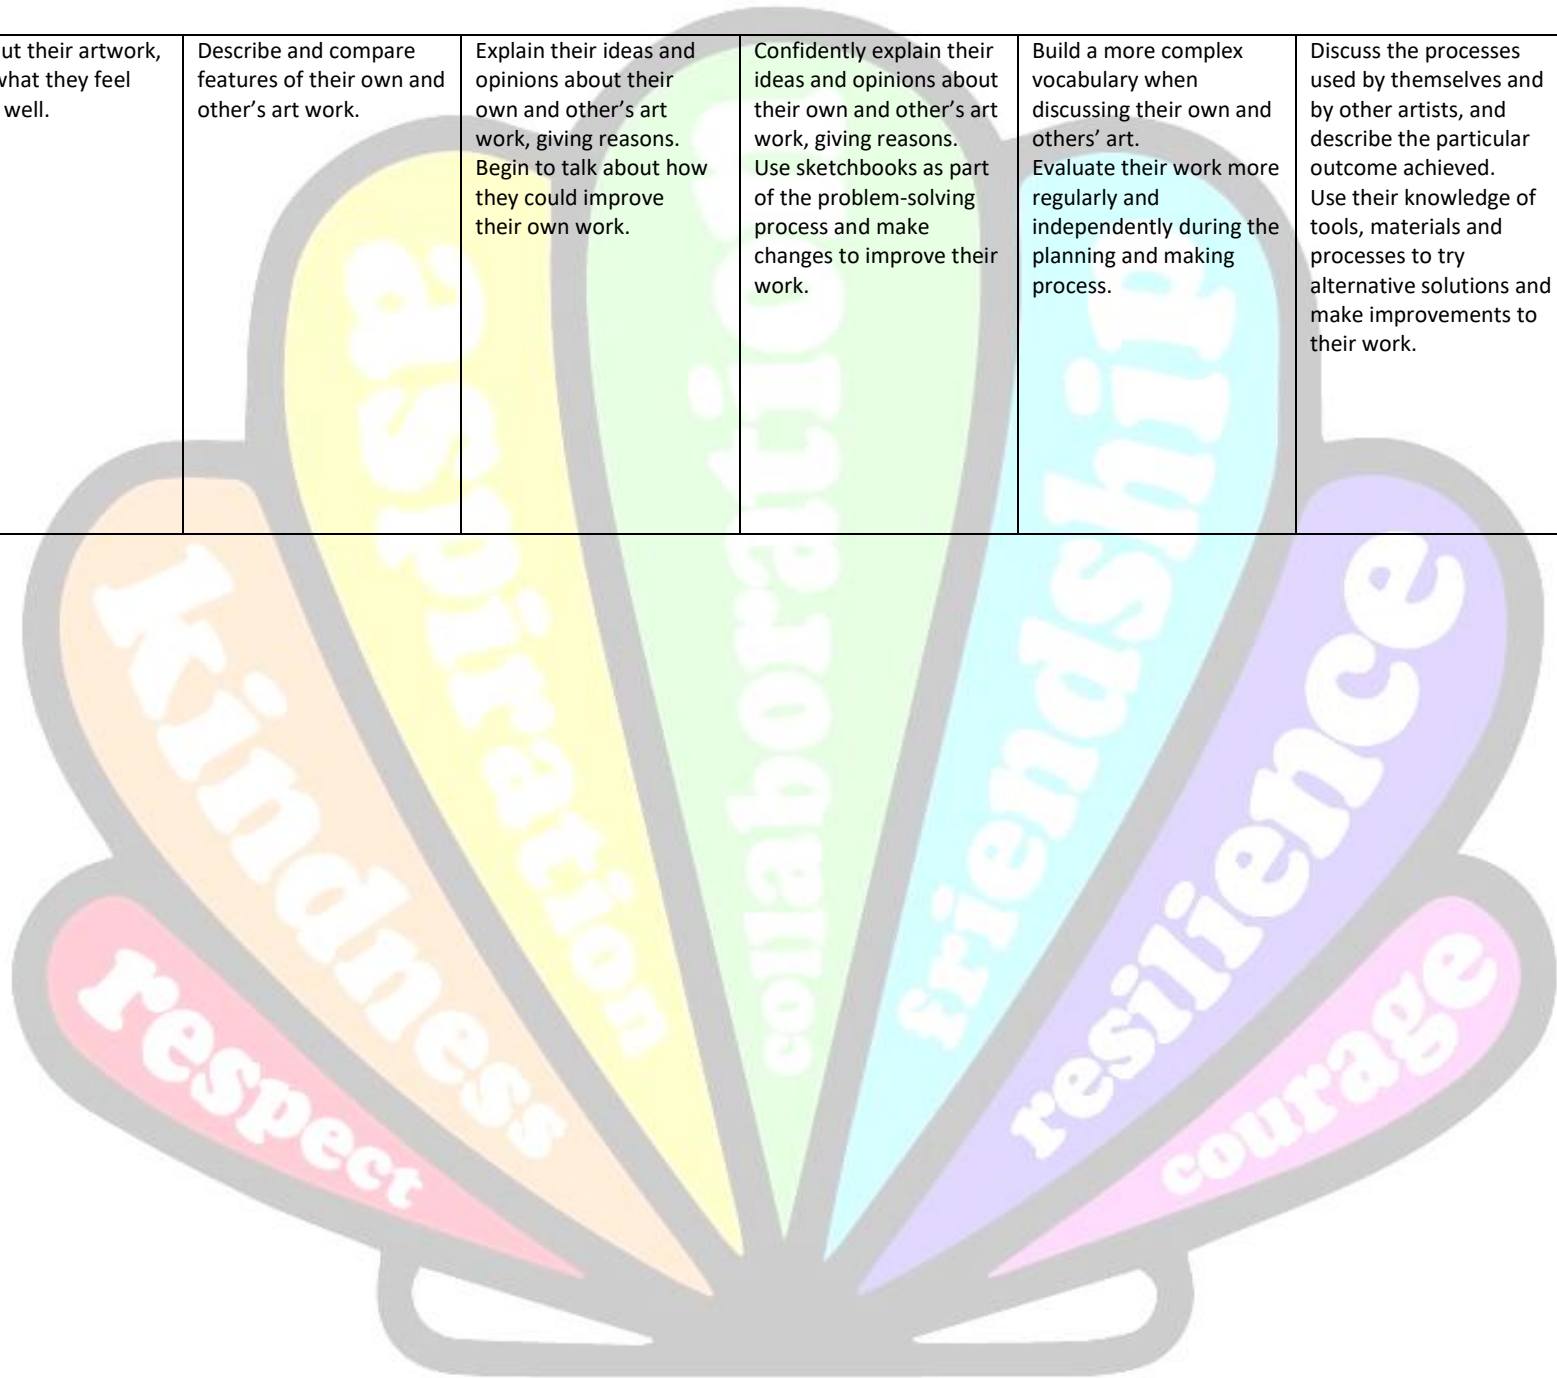 ut their artwork,
what they feel
well.
Describe and compare
features of their own and
other's art work.
Explain their ideas and
opinions about their
own and other's art
work, giving reasons.
Begin to talk about how
they could improve
their own work.
Confidently explain their
ideas and opinions about
their own and other's art
work, giving reasons.
Use sketchbooks as part
of the problem-solving
process and make
changes to improve their
work.
Build a more complex
vocabulary when
discussing their own and
others' art.
Evaluate their work more
regularly and
independently during the
planning and making
process.
Discuss the processes
used by themselves and
by other artists, and
describe the particular
outcome achieved.
Use their knowledge of
tools, materials and
processes to try
alternative solutions and
make improvements to
their work.
respect
kindness
aspiration
collaboration
friendship
resilience
courage